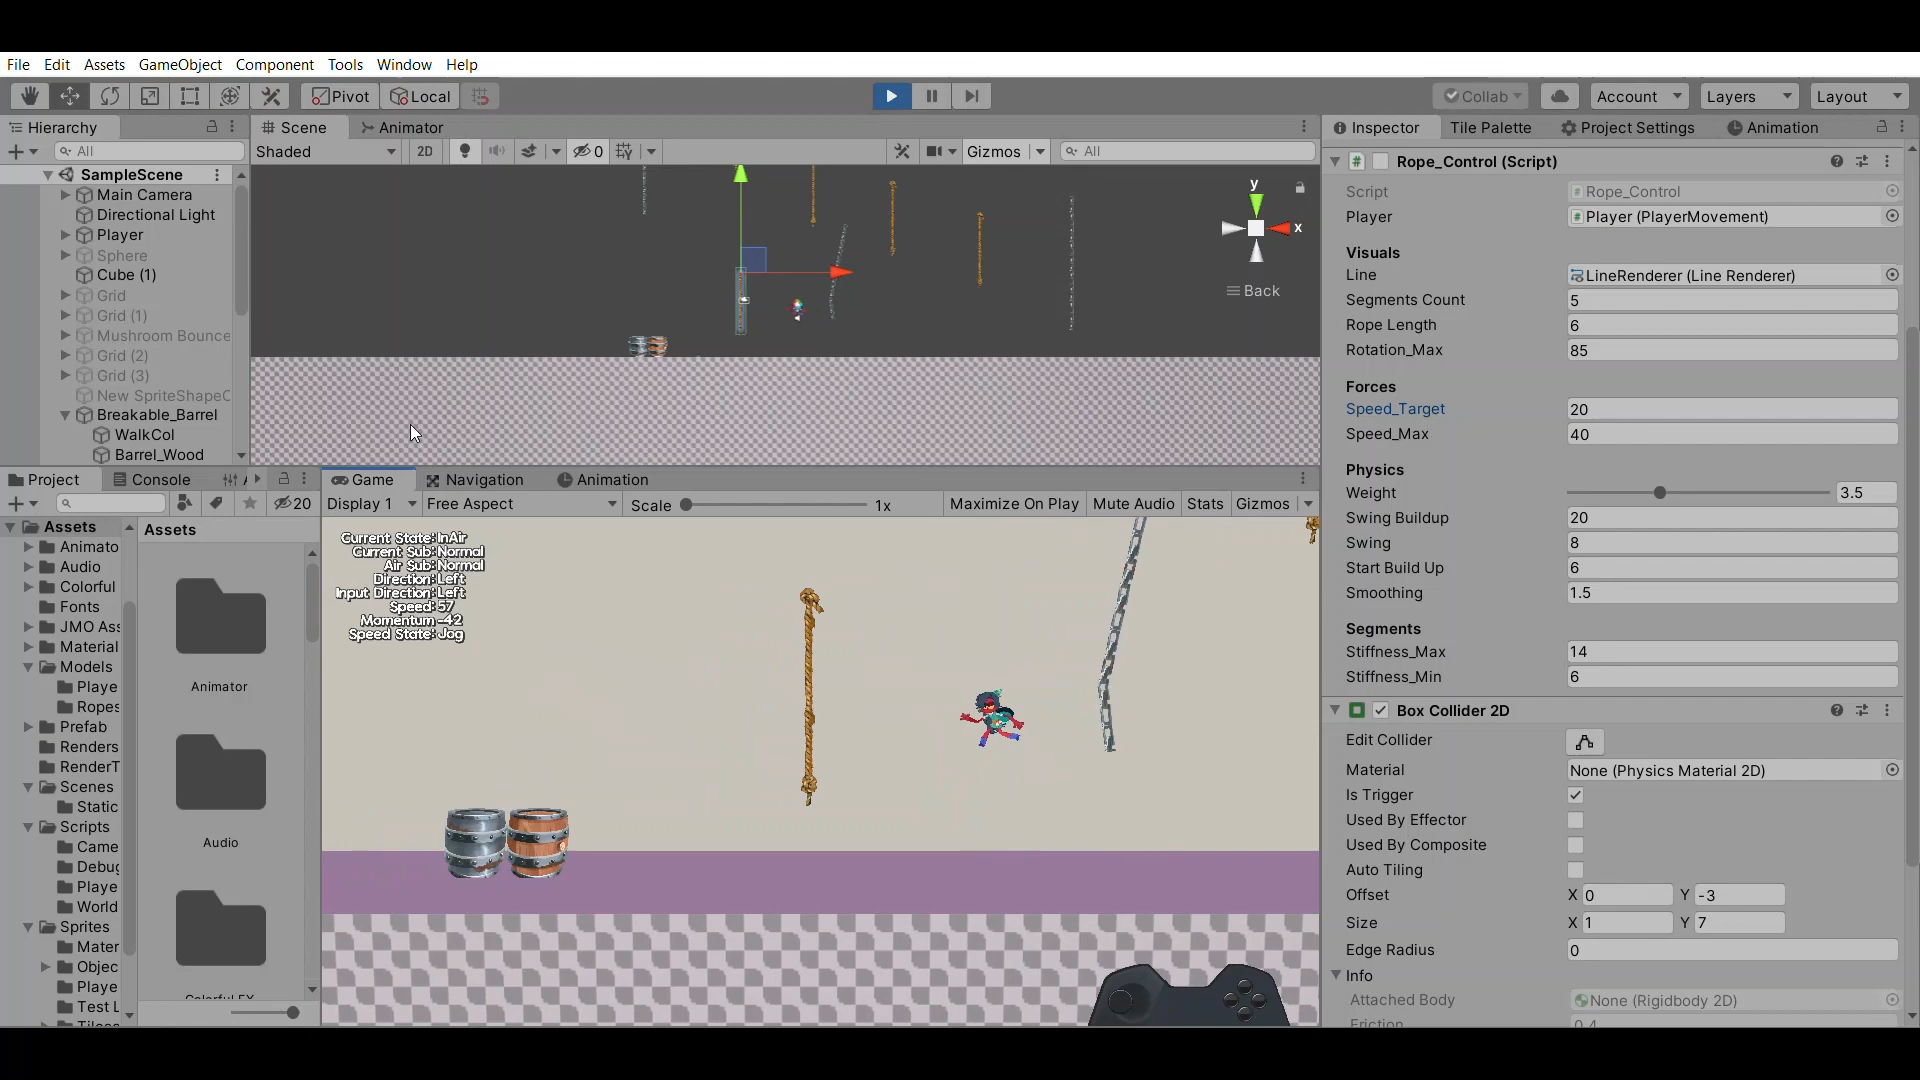 File Edit Assets GameObject Component Tools Window Help
Pivot Local Collab Account Layers Layout
Hierarchy
All
SampleScene
Main Camera
Directional Light
Player
Sphere
Cube (1)
Grid
Grid (1)
Mushroom Bounce
Grid (2)
Grid (3)
New SpriteShapeC
Breakable_Barrel
WalkCol
Barrel_Wood
Scene Animator
Shaded 2D 0 Gizmos All
y
x
Back
Project Console
20
Assets
Animato
Audio
Colorful
Fonts
JMO Ass
Material
Models
Playe
Ropes
Prefab
Renders
RenderT
Scenes
Static
Scripts
Came
Debug
Playe
World
Sprites
Mater
Objec
Playe
Test L
Assets
Animator
Audio
Game Navigation Animation
Display 1 Free Aspect Scale 1x Maximize On Play Mute Audio Stats Gizmos
Current State: InAir
Current Sub: Normal
Air Sub: Normal
Direction: Left
Input Direction: Left
Speed: 57
Momentum -42
Speed State: Jog
Inspector Tile Palette Project Settings Animation
Rope_Control (Script)
Script Rope_Control
Player Player (PlayerMovement)
Visuals
Line LineRenderer (Line Renderer)
Segments Count 5
Rope Length 6
Rotation_Max 85
Forces
Speed_Target 20
Speed_Max 40
Physics
Weight 3.5
Swing Buildup 20
Swing 8
Start Build Up 6
Smoothing 1.5
Segments
Stiffness_Max 14
Stiffness_Min 6
Box Collider 2D
Edit Collider
Material None (Physics Material 2D)
Is Trigger
Used By Effector
Used By Composite
Auto Tiling
Offset X 0 Y -3
Size X 1 Y 7
Edge Radius 0
Info
Attached Body None (Rigidbody 2D)
Friction 0.4